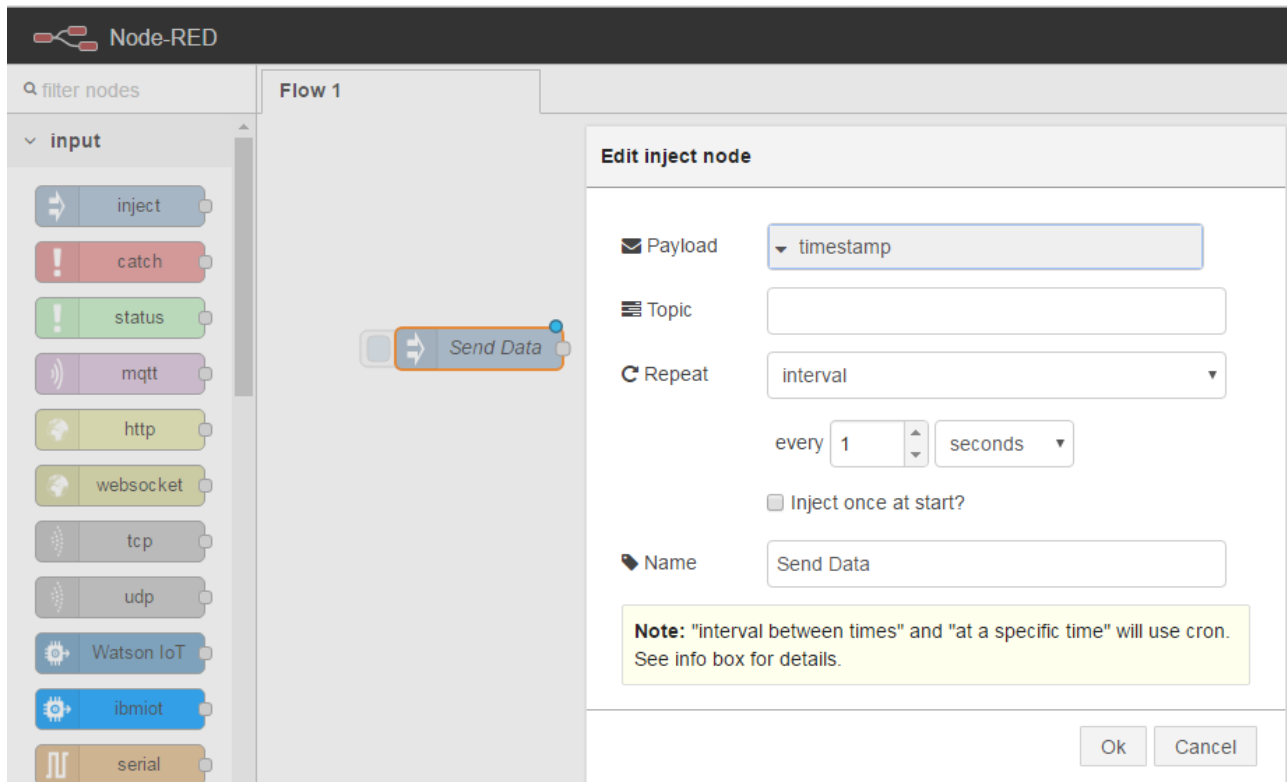 Node-RED
filter nodes
Flow 1
input
inject
catch
status
mqtt
http
websocket
tcp
udp
Watson IoT
ibmiot
serial
Send Data
Edit inject node
Payload
timestamp
Topic
Repeat
interval
every 1 seconds
Inject once at start?
Name
Send Data
Note: "interval between times" and "at a specific time" will use cron.
See info box for details.
Ok Cancel